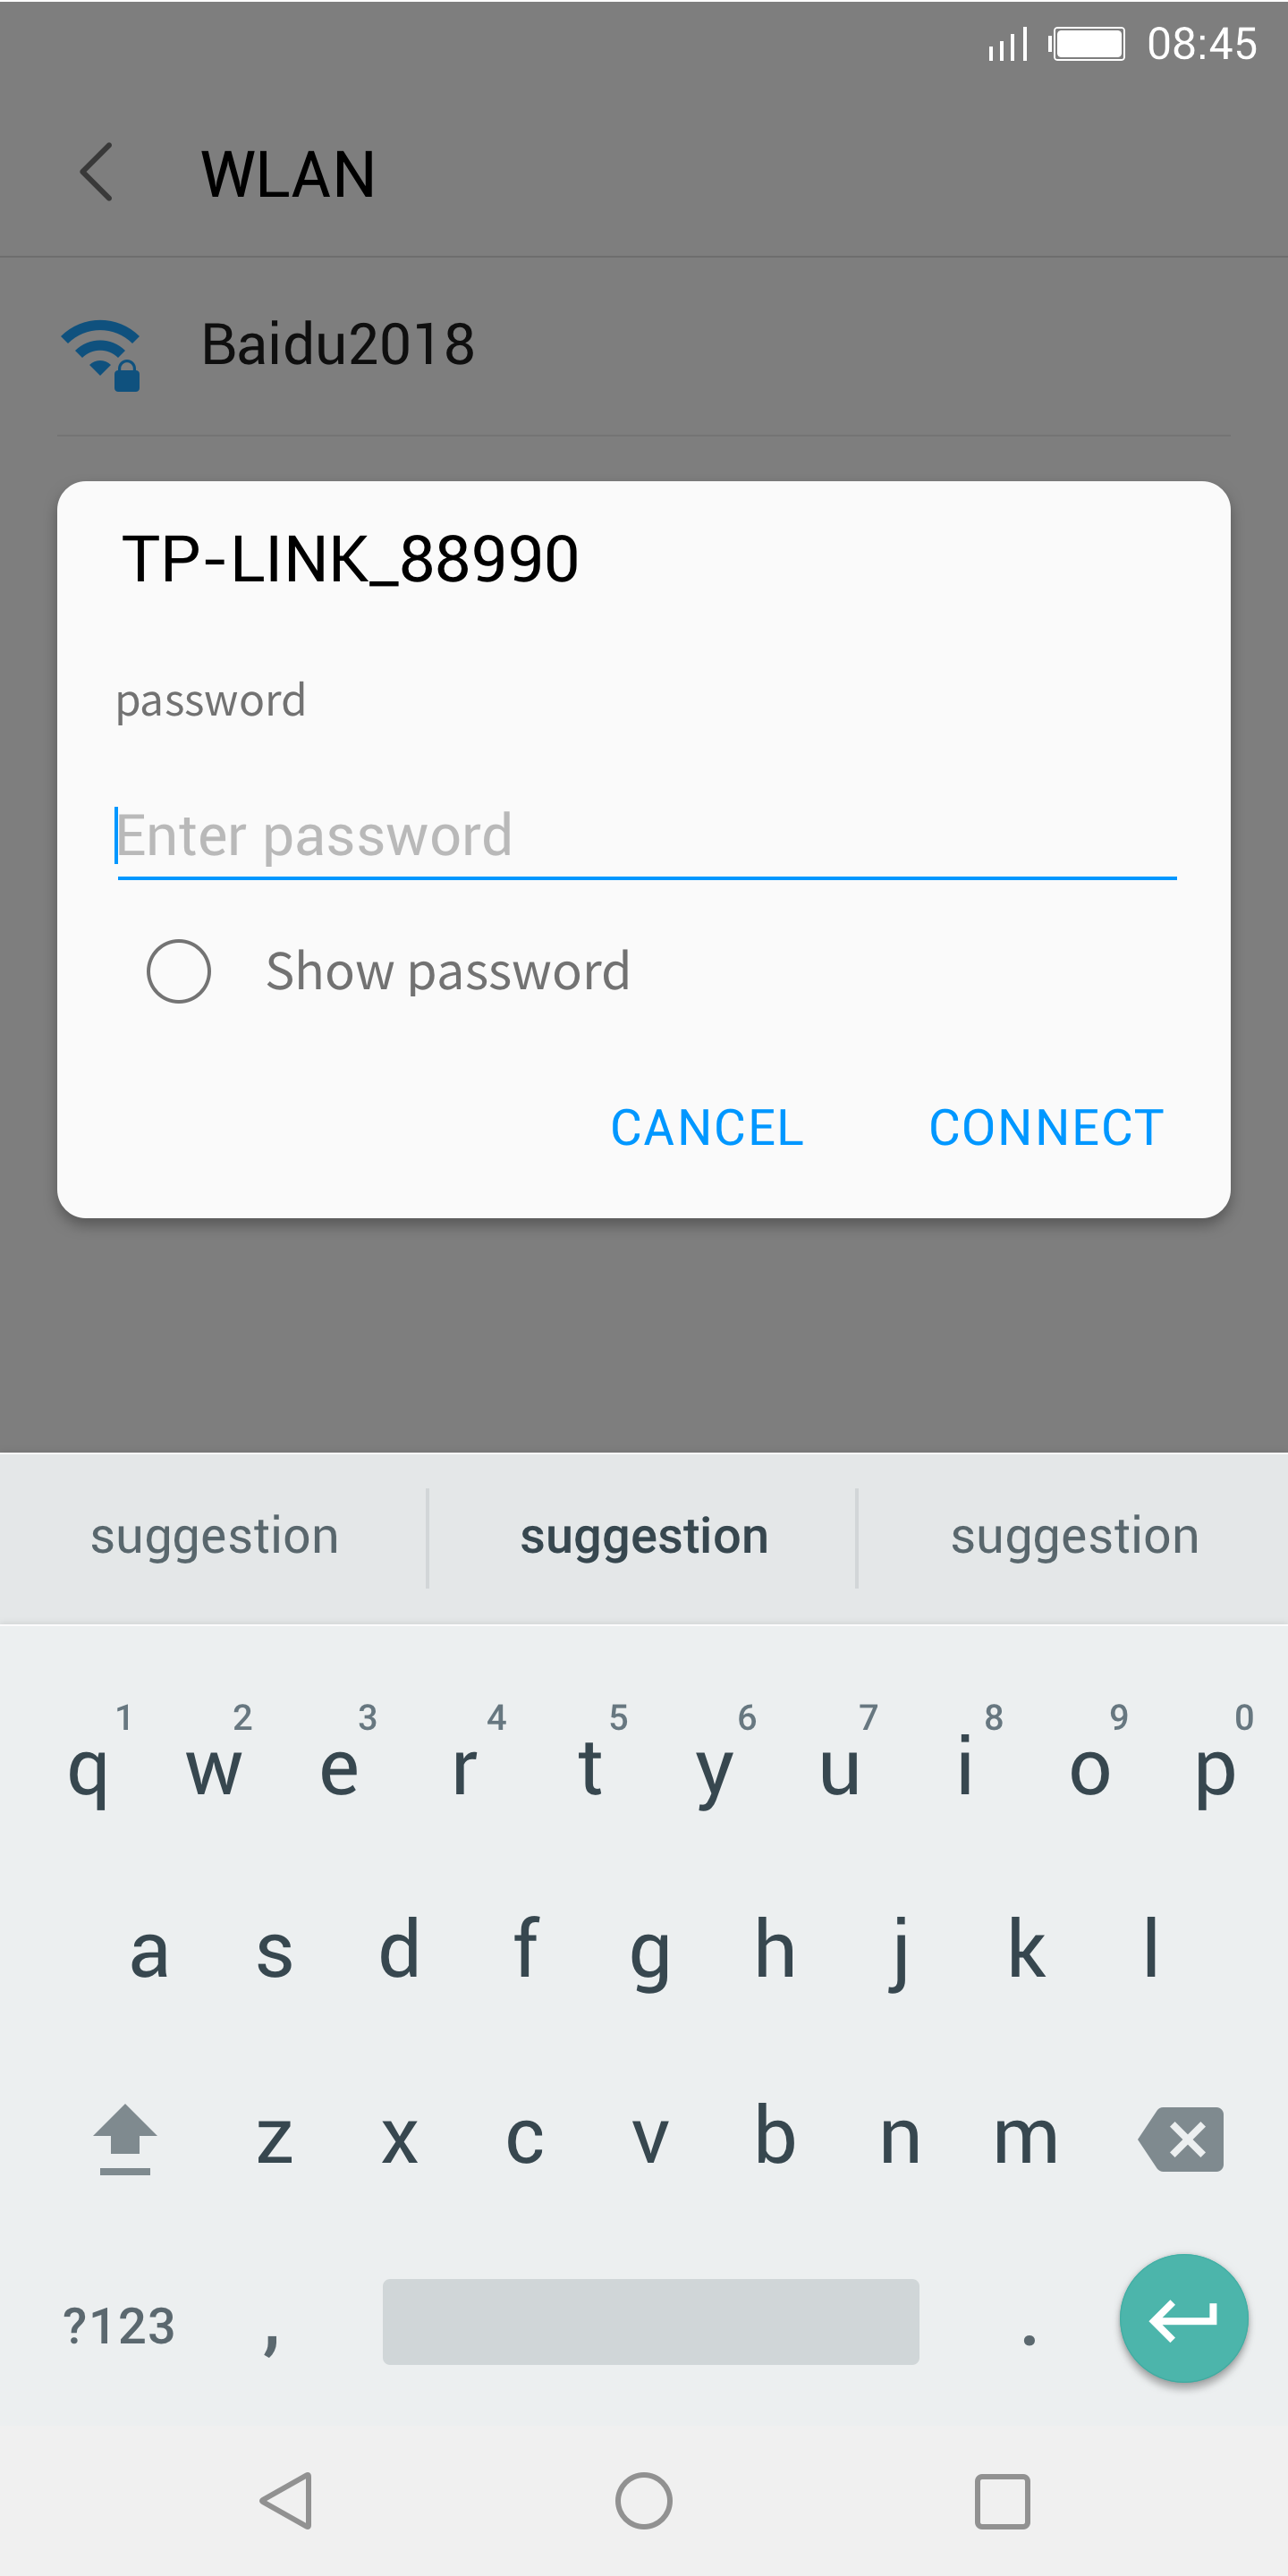 08:45
WLAN
Baidu2018
TP-LINK_88990
password
Enter password
Show password
CANCEL CONNECT
suggestion suggestion suggestion
1 2 3 4 5 6 7 8 9 0
q w e r t y u i o p
a s d f g h j k l
z x c v b n m
?123 , .